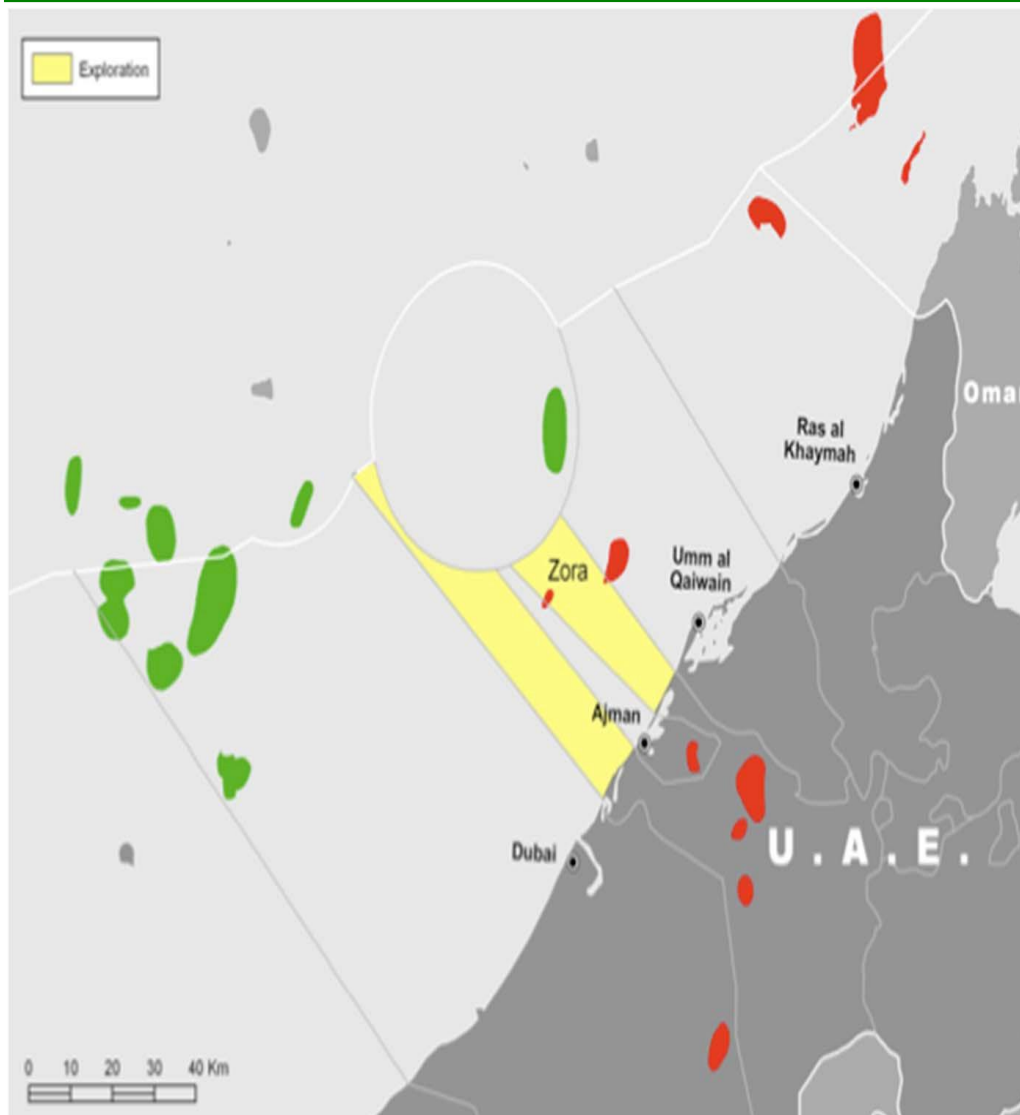 Exploration
Oma
Ras al
Khaymah
Zora
Umm al
Qaiwain
Ajman
U.A.E.
Dubai
0 10 20 30 40 Km